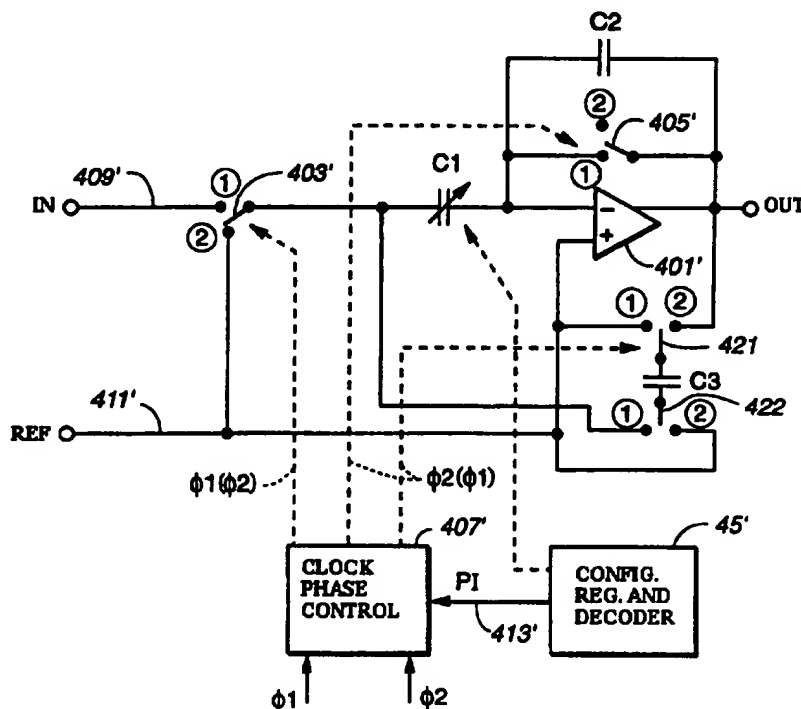 C2
②
405'
409'
①
403'
C1
①
IN
②
−
+
OUT
401'
①
②
421
C3
411'
①
②
422
REF
ϕ1(ϕ2)
ϕ2(ϕ1)
407'
45'
CLOCK
PHASE
CONTROL
PI
413'
CONFIG.
REG. AND
DECODER
ϕ1
ϕ2